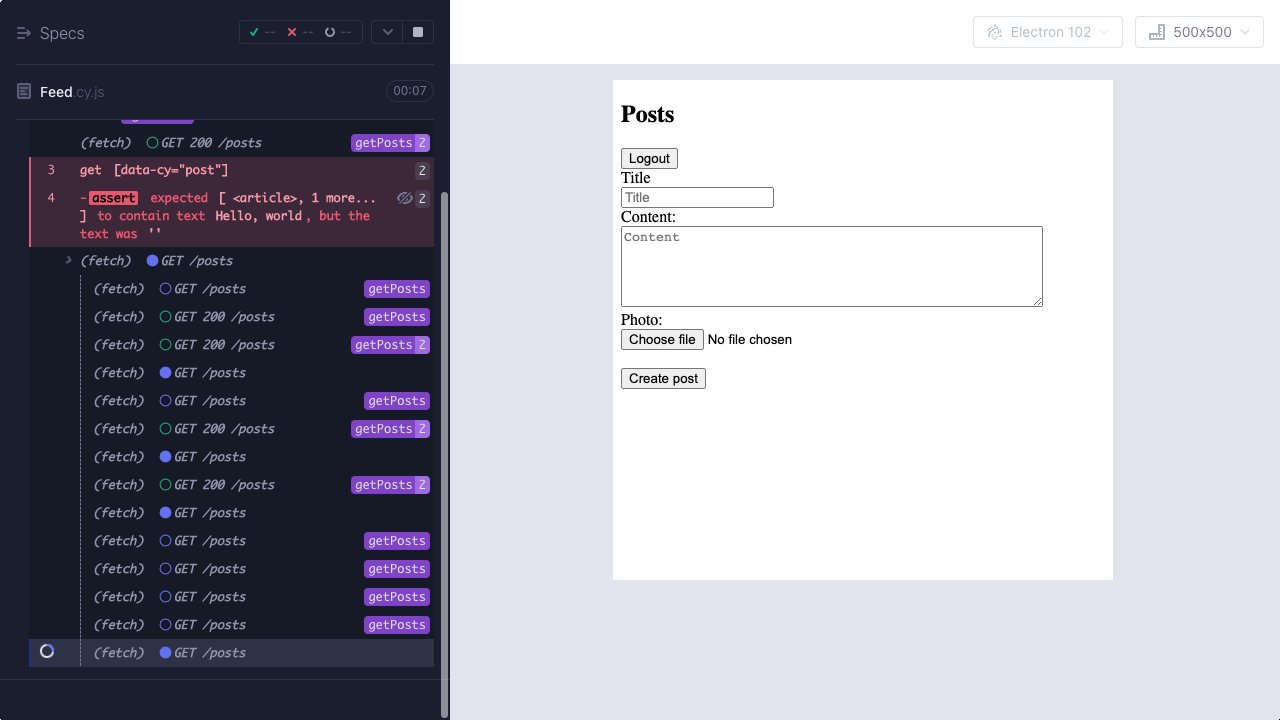 Specs
-- -- --
Electron 102
500x500
Feed.cy.js
00:07
(fetch) GET 200 /posts getPosts 2
3 get [data-cy="post"] 2
4 -assert expected [ <article>, 1 more... 2
] to contain text Hello, world, but the
text was ''
(fetch) GET /posts
(fetch) GET /posts getPosts
(fetch) GET 200 /posts getPosts
(fetch) GET 200 /posts getPosts 2
(fetch) GET /posts
(fetch) GET /posts getPosts
(fetch) GET 200 /posts getPosts 2
(fetch) GET /posts
(fetch) GET 200 /posts getPosts 2
(fetch) GET /posts
(fetch) GET /posts getPosts
(fetch) GET /posts getPosts
(fetch) GET /posts getPosts
(fetch) GET /posts getPosts
(fetch) GET /posts
Posts
Logout
Title
Title
Content:
Content
Photo:
Choose file No file chosen
Create post